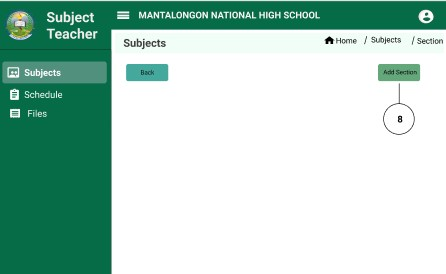 Subject
Teacher
MANTALONGON NATIONAL HIGH SCHOOL
Subjects
Home / Subjects / Section
Subjects
Schedule
Files
Back
Add Section
8